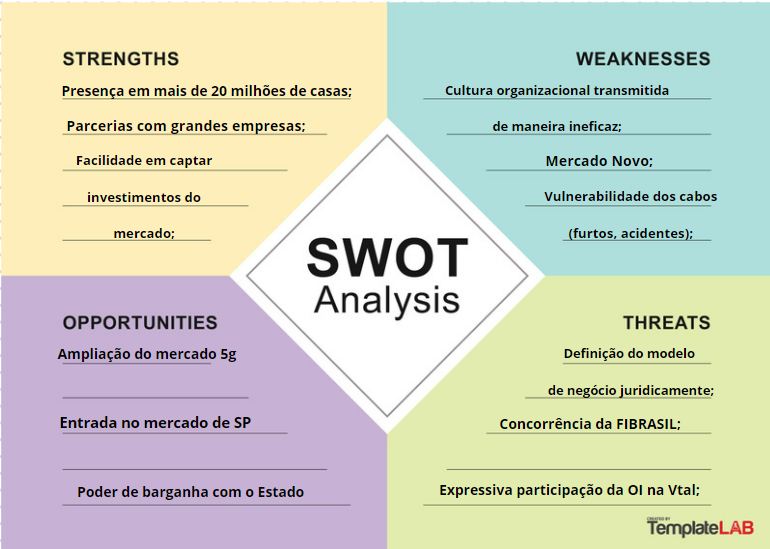 STRENGTHS
Presença em mais de 20 milhões de casas;
Parcerias com grandes empresas;
Facilidade em captar
investimentos do
mercado;
WEAKNESSES
Cultura organizacional transmitida
de maneira ineficaz;
Mercado Novo;
Vulnerabilidade dos cabos
(furtos, acidentes);
SWOT
Analysis
OPPORTUNITIES
Ampliação do mercado 5g
Entrada no mercado de SP
Poder de barganha com o Estado
THREATS
Definição do modelo
de negócio juridicamente;
Concorrência da FIBRASIL;
Expressiva participação da OI na Vtal;
CREATED BY
TemplateLAB